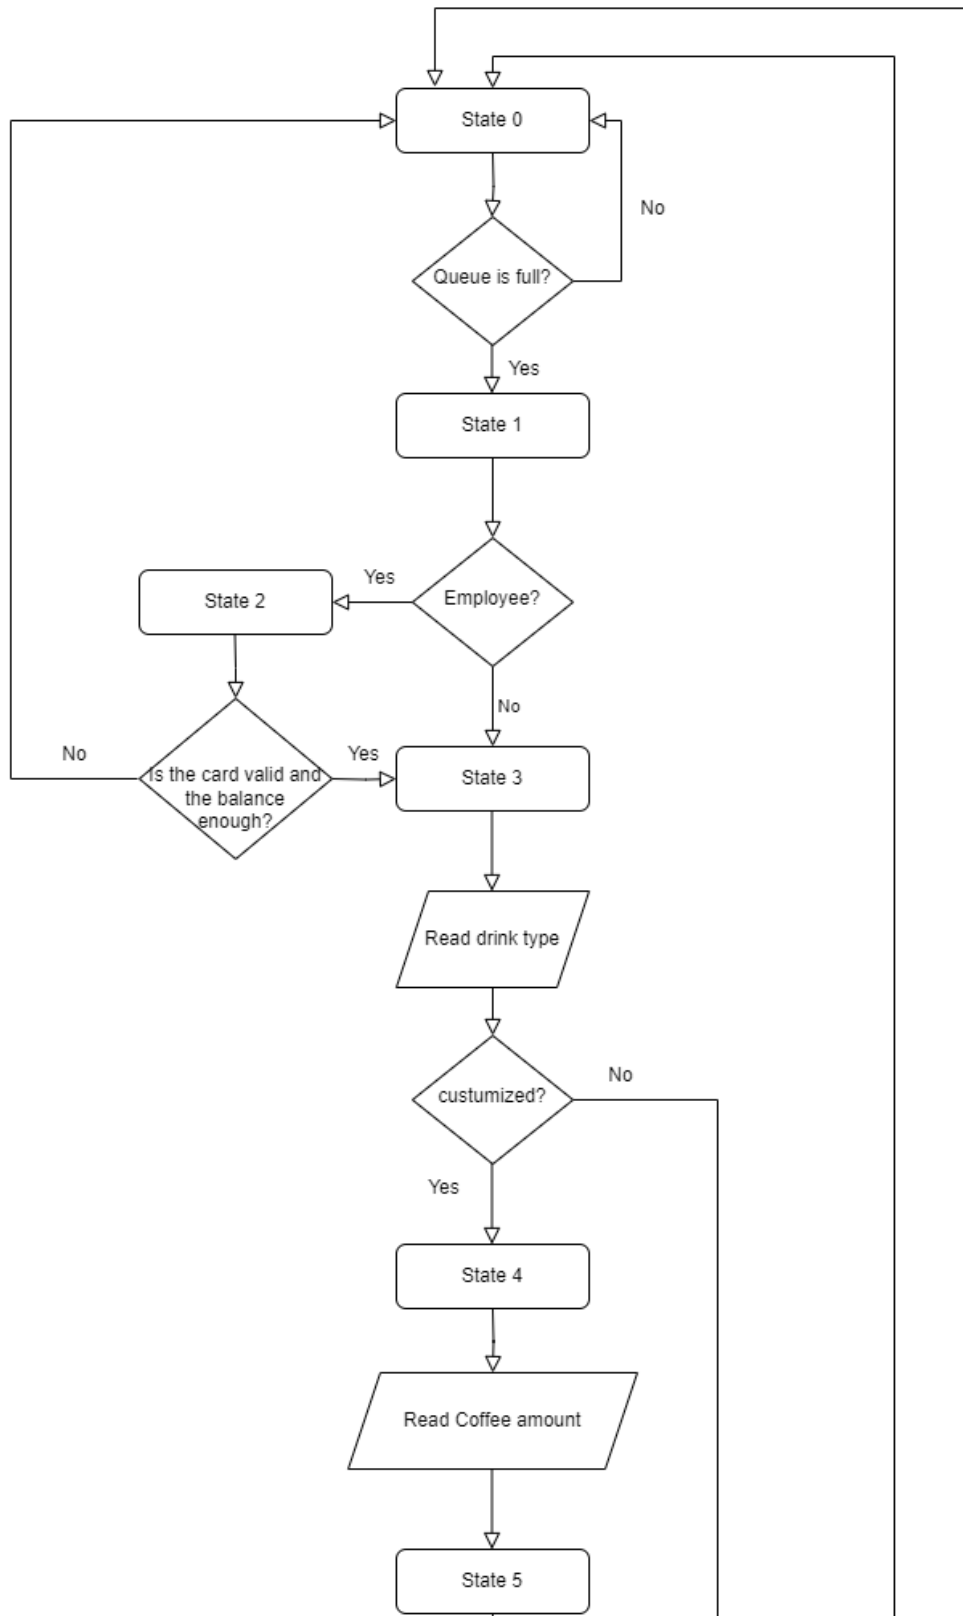 State 0
No
Queue is full?
Yes
State 1
Yes
State 2
Employee?
No
No
Yes
Is the card valid and
the balance
enough?
State 3
Read drink type
No
custumized?
Yes
State 4
Read Coffee amount
State 5